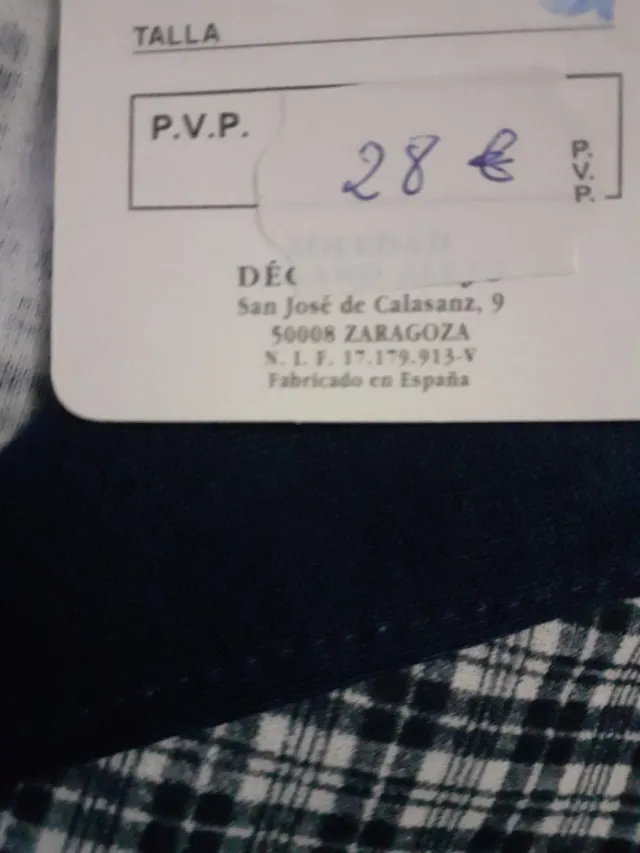 TALLA
P.V.P. 28 € P.V.P.
San José de Calasanz, 9
50008 ZARAGOZA
N. I. F. 17.179.913-V
Fabricado en España